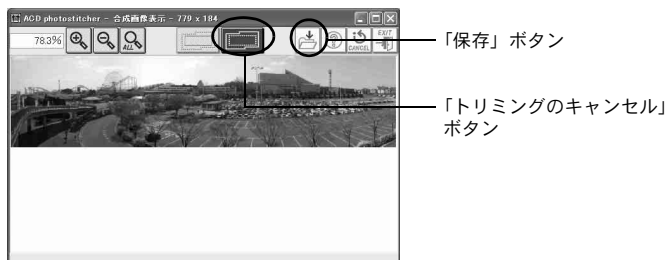 ACD photostitcher - 合成画像表示 - 779 x 184
78.3%
ALL
CANCEL
EXIT
「保存」ボタン
「トリミングのキャンセル」
ボタン